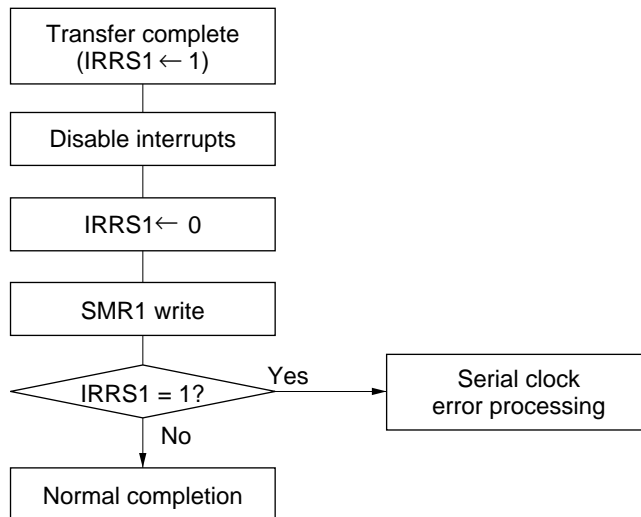 Transfer complete
(IRRS1 ← 1)
Disable interrupts
IRRS1← 0
SMR1 write
IRRS1 = 1?
Yes
Serial clock
error processing
No
Normal completion